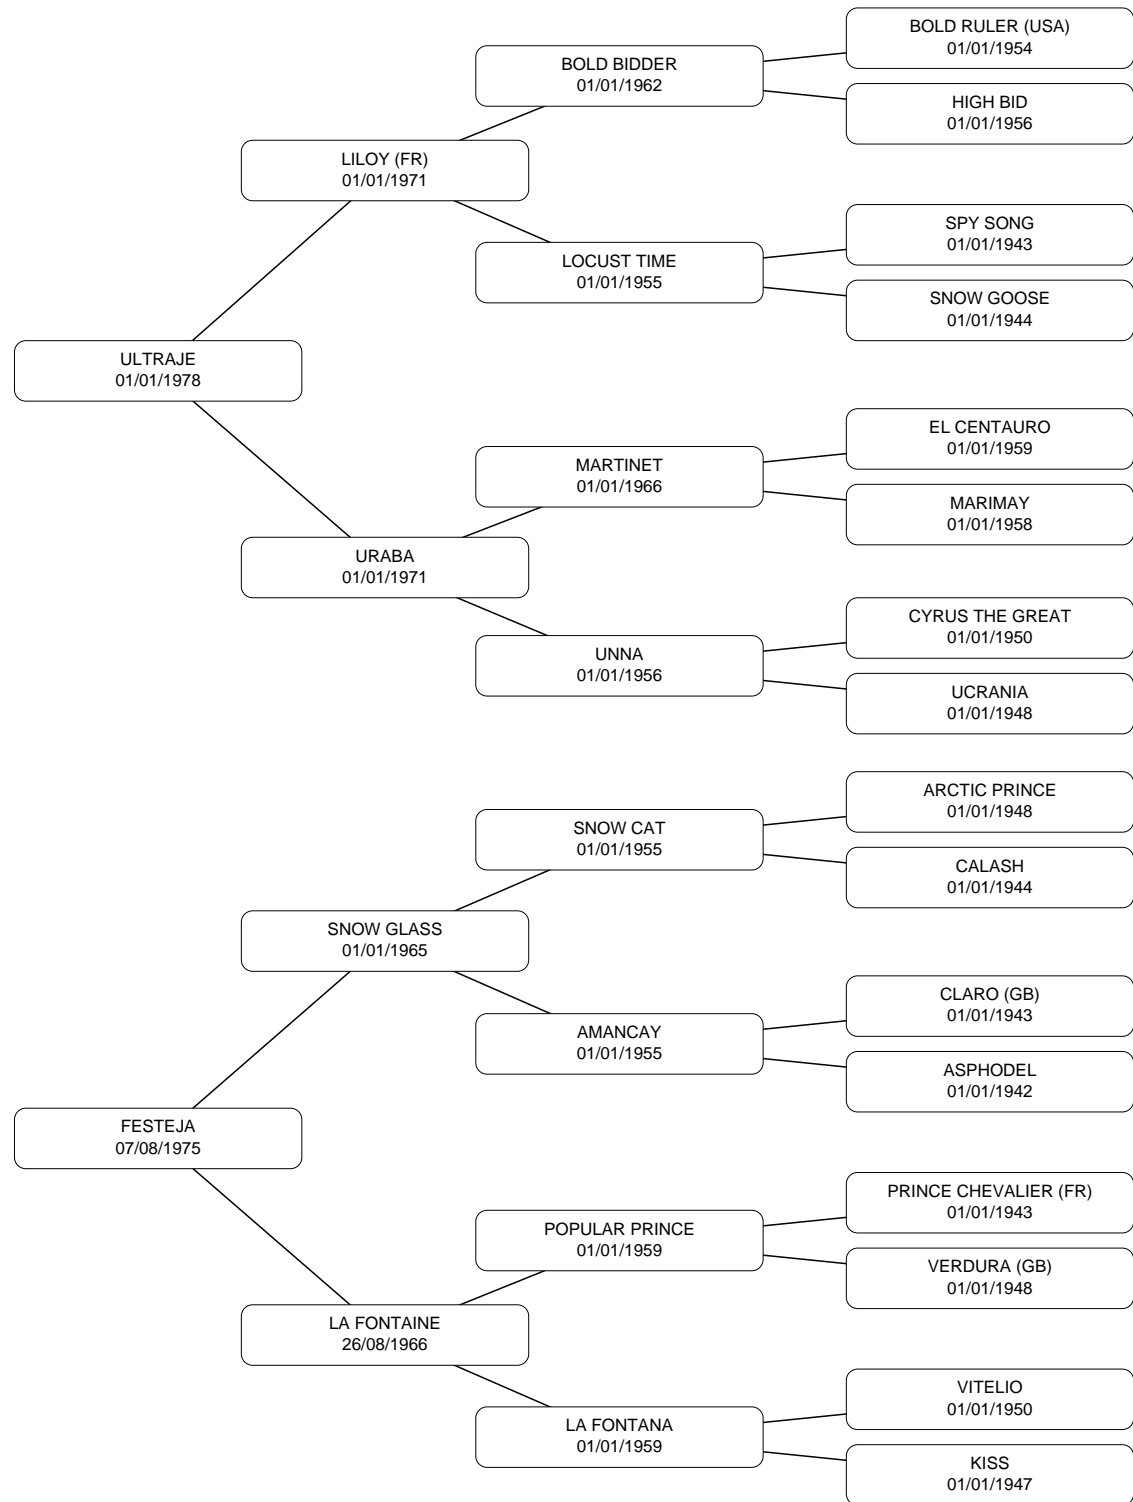 BOLD RULER (USA)
01/01/1954
BOLD BIDDER
01/01/1962
HIGH BID
01/01/1956
LILOY (FR)
01/01/1971
SPY SONG
01/01/1943
LOCUST TIME
01/01/1955
SNOW GOOSE
01/01/1944
ULTRAJE
01/01/1978
EL CENTAURO
01/01/1959
MARTINET
01/01/1966
MARIMAY
01/01/1958
URABA
01/01/1971
CYRUS THE GREAT
01/01/1950
UNNA
01/01/1956
UCRANIA
01/01/1948
ARCTIC PRINCE
01/01/1948
SNOW CAT
01/01/1955
CALASH
01/01/1944
SNOW GLASS
01/01/1965
CLARO (GB)
01/01/1943
AMANCAY
01/01/1955
ASPHODEL
01/01/1942
FESTEJA
07/08/1975
PRINCE CHEVALIER (FR)
01/01/1943
POPULAR PRINCE
01/01/1959
VERDURA (GB)
01/01/1948
LA FONTAINE
26/08/1966
VITELIO
01/01/1950
LA FONTANA
01/01/1959
KISS
01/01/1947